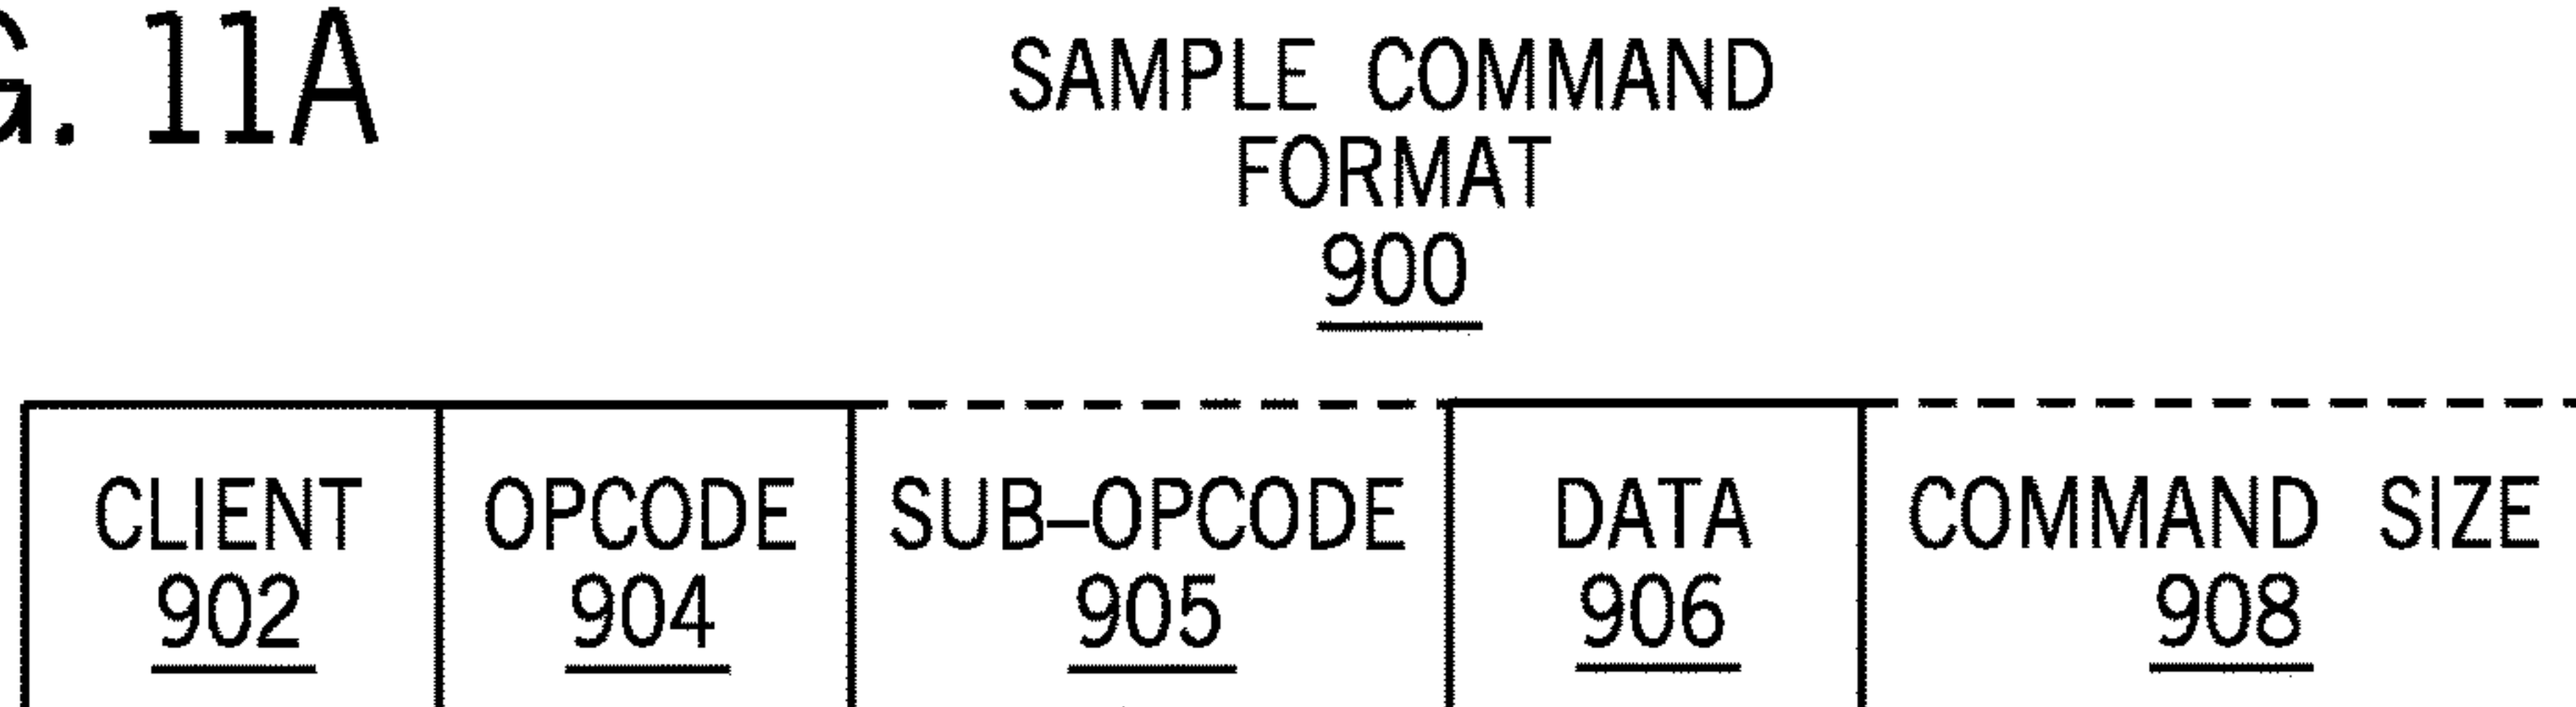 G. 11A
SAMPLE COMMAND
FORMAT
900
CLIENT OPCODE SUB–OPCODE DATA COMMAND SIZE
902 904 905 906 908